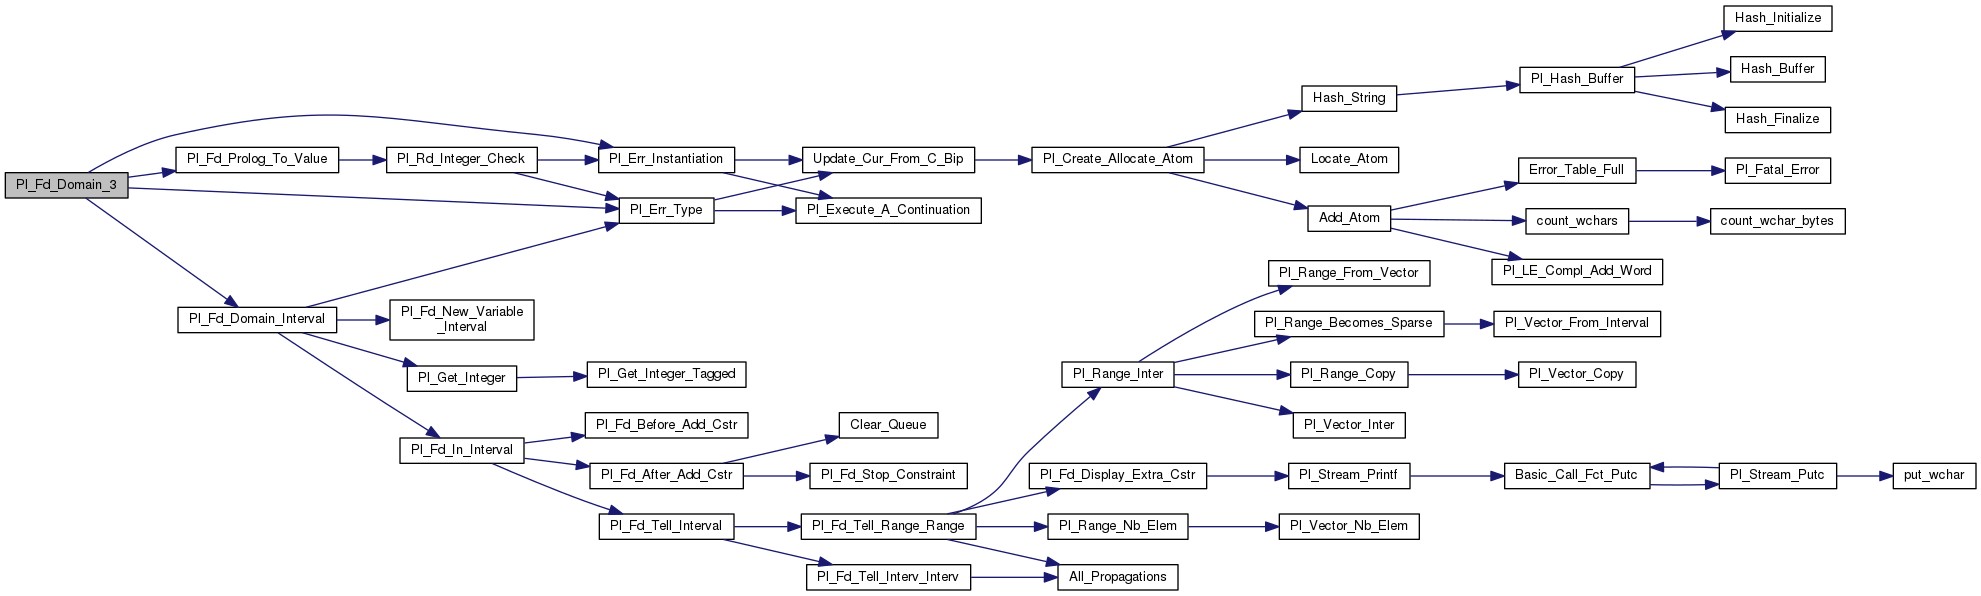 Hash_Initialize
Pl_Hash_Buffer
Hash_Buffer
Hash_String
Hash_Finalize
Pl_Fd_Domain_3
Pl_Fd_Prolog_To_Value
Pl_Rd_Integer_Check
Pl_Err_Instantiation
Update_Cur_From_C_Bip
Pl_Create_Allocate_Atom
Locate_Atom
Error_Table_Full
Pl_Fatal_Error
Pl_Err_Type
Pl_Execute_A_Continuation
Add_Atom
count_wchars
count_wchar_bytes
Pl_LE_Compl_Add_Word
Pl_Range_From_Vector
Pl_Fd_Domain_Interval
Pl_Fd_New_Variable
_Interval
Pl_Range_Becomes_Sparse
Pl_Vector_From_Interval
Pl_Get_Integer
Pl_Get_Integer_Tagged
Pl_Range_Inter
Pl_Range_Copy
Pl_Vector_Copy
Pl_Fd_Before_Add_Cstr
Clear_Queue
Pl_Vector_Inter
Pl_Fd_In_Interval
Pl_Fd_After_Add_Cstr
Pl_Fd_Stop_Constraint
Pl_Fd_Display_Extra_Cstr
Pl_Stream_Printf
Basic_Call_Fct_Putc
Pl_Stream_Putc
put_wchar
Pl_Fd_Tell_Interval
Pl_Fd_Tell_Range_Range
Pl_Range_Nb_Elem
Pl_Vector_Nb_Elem
Pl_Fd_Tell_Interv_Interv
All_Propagations